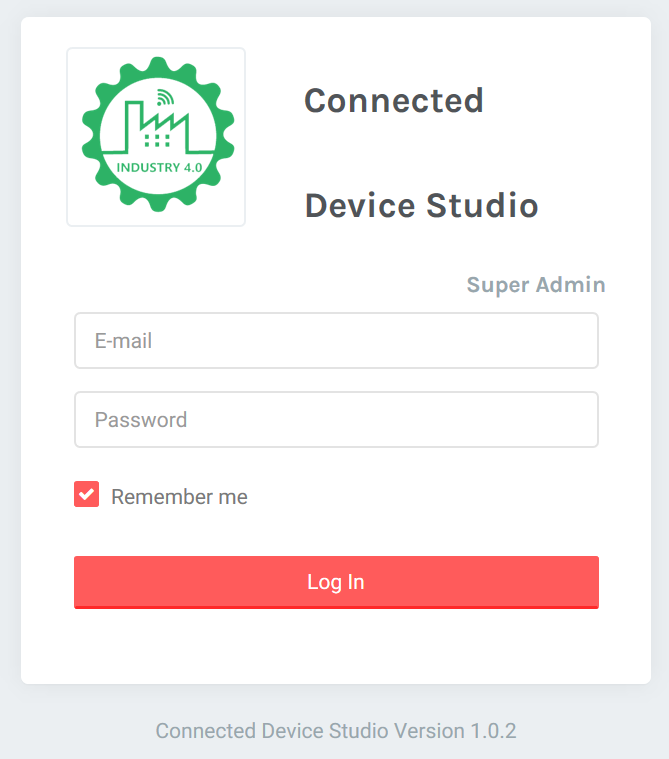 INDUSTRY 4.0
Connected
Device Studio
Super Admin
E-mail
Password
Remember me
Log In
Connected Device Studio Version 1.0.2